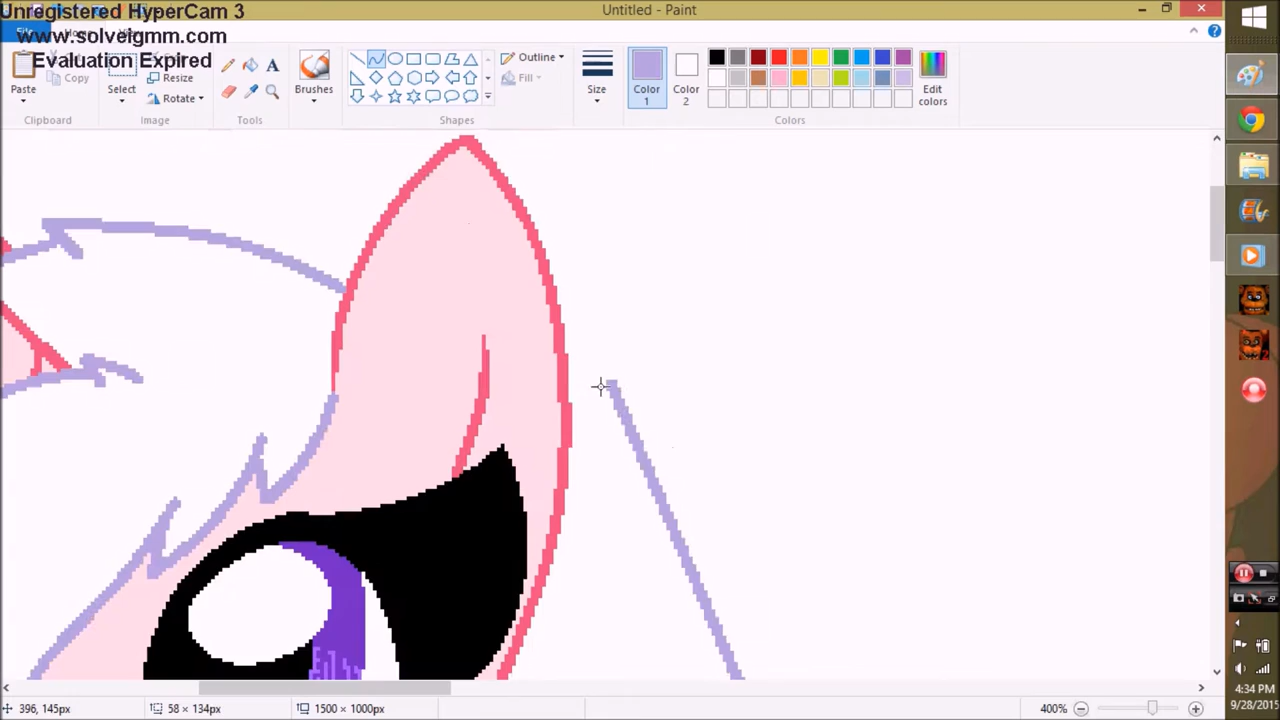 Unregistered HyperCam 3
Untitled - Paint
www.solveigmm.com
Evaluation Expired
File
Paste
Copy
Select
Resize
Rotate
Brushes
Outline
Fill
Size
Color 1
Color 2
Edit colors
Clipboard
Image
Tools
Shapes
Colors
396, 145px
58 × 134px
1500 × 1000px
400%
4:34 PM
9/28/2015